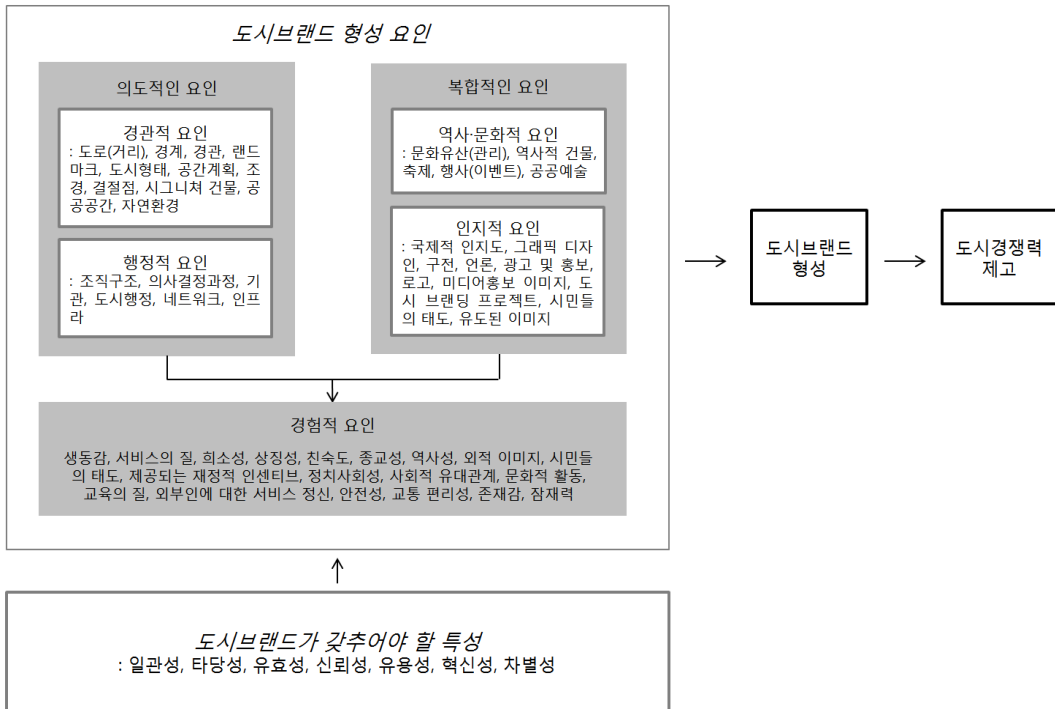 도시브랜드 형성 요인
의도적인 요인
경관적 요인
: 도로(거리), 경계, 경관, 랜드
마크, 도시형태, 공간계획, 조
경, 결절점, 시그니쳐 건물, 공
공공간, 자연환경
행정적 요인
: 조직구조, 의사결정과정, 기
관, 도시행정, 네트워크, 인프
라
복합적인 요인
역사·문화적 요인
: 문화유산(관리), 역사적 건물,
축제, 행사(이벤트), 공공예술
인지적 요인
: 국제적 인지도, 그래픽 디자
인, 구전, 언론, 광고 및 홍보,
로고, 미디어홍보 이미지, 도
시 브랜딩 프로젝트, 시민들
의 태도, 유도된 이미지
경험적 요인
생동감, 서비스의 질, 희소성, 상징성, 친숙도, 종교성, 역사성, 외적 이미지, 시민들
의 태도, 제공되는 재정적 인센티브, 정치사회성, 사회적 유대관계, 문화적 활동,
교육의 질, 외부인에 대한 서비스 정신, 안전성, 교통 편리성, 존재감, 잠재력
도시브랜드
형성
도시경쟁력
제고
도시브랜드가 갖추어야 할 특성
: 일관성, 타당성, 유효성, 신뢰성, 유용성, 혁신성, 차별성